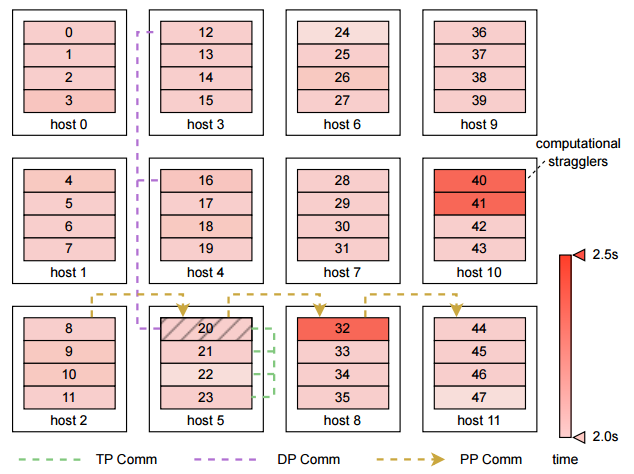 0
1
2
3
host 0
12
13
14
15
host 3
24
25
26
27
host 6
36
37
38
39
host 9
computational
stragglers
4
5
6
7
host 1
16
17
18
19
host 4
28
29
30
31
host 7
40
41
42
43
host 10
8
9
10
11
host 2
20
21
22
23
host 5
32
33
34
35
host 8
44
45
46
47
host 11
2.5s
2.0s
time
TP Comm
DP Comm
PP Comm